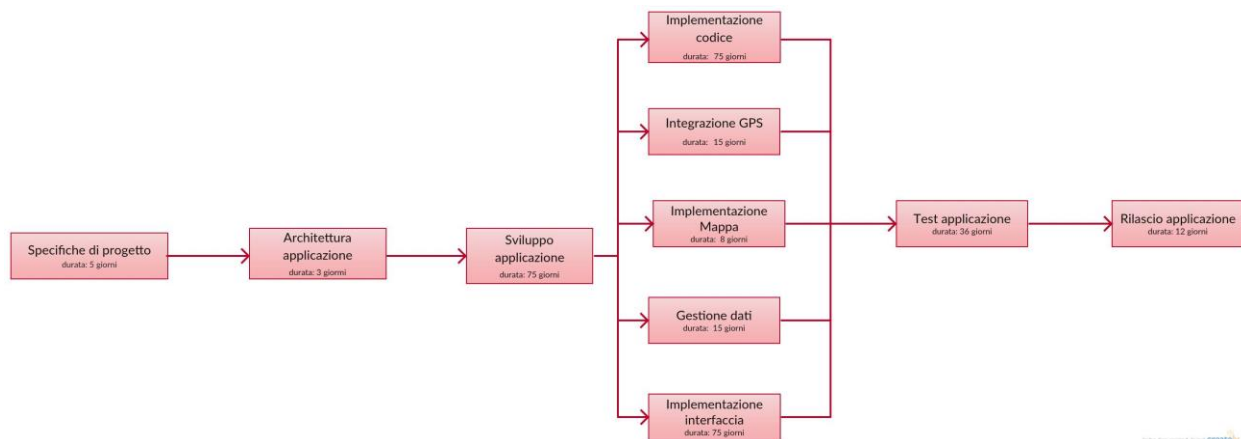 Specifiche di progetto
durata: 5 giorni
Architettura
applicazione
durata: 3 giorni
Sviluppo
applicazione
durata: 75 giorni
Implementazione
codice
durata: 75 giorni
Integrazione GPS
durata: 15 giorni
Implementazione
Mappa
durata: 8 giorni
Gestione dati
durata: 15 giorni
Implementazione
interfaccia
durata: 75 giorni
Test applicazione
durata: 36 giorni
Rilascio applicazione
durata: 12 giorni